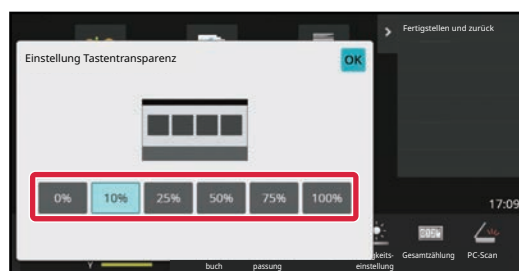 Fertigstellen und zurück
Einstellung Tastentransparenz
OK
0%
10%
25%
50%
75%
100%
17:09
Y
buch
passung
keits-
einstellung
Gesamtzählung
PC-Scan